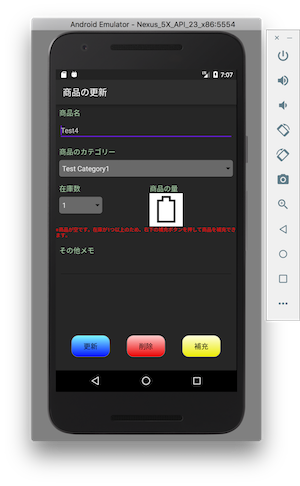 Android Emulator - Nexus_5X_API_23_x86:5554
7:07
商品の更新
商品名
Test4
商品のカテゴリー
Test Category1
在庫数
商品の量
1
その他メモ
更新
削除
補充